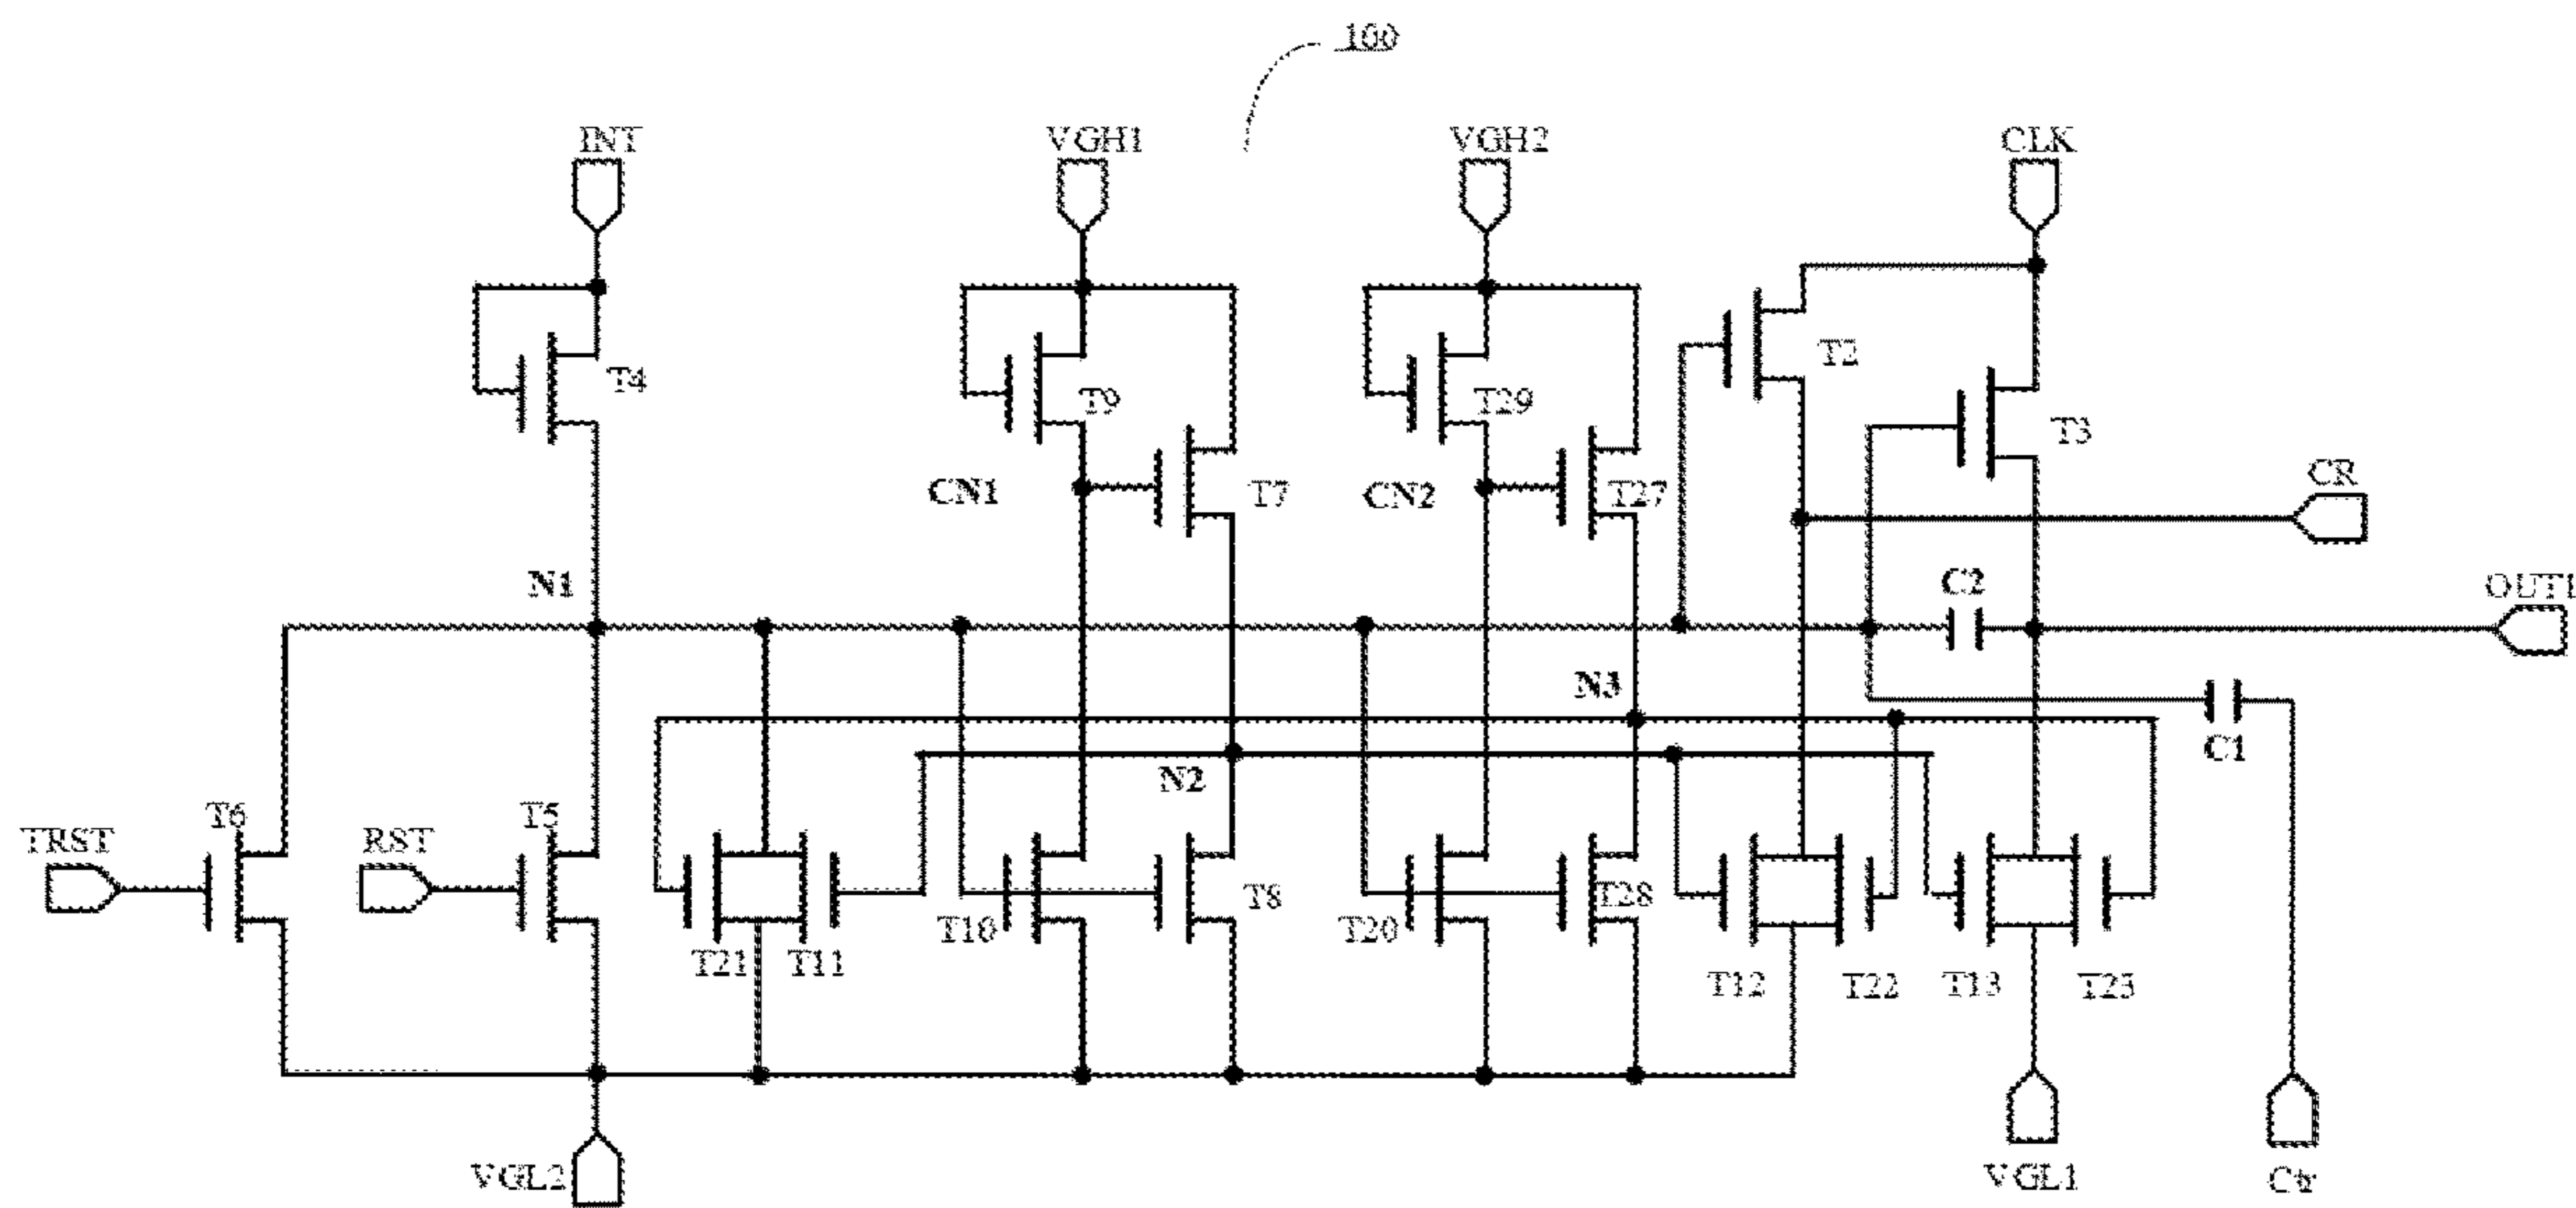 100
INT
VGH1
VGH2
CLK
T4
T9
T29
T2
T3
CN1
T7
CN2
T27
CR
N1
C2
OUT1
N3
C1
N2
TRST
T6
RST
T5
T21
T11
T10
T8
T20
T28
T12
T22
T13
T23
VGL2
VGL1
Ctr